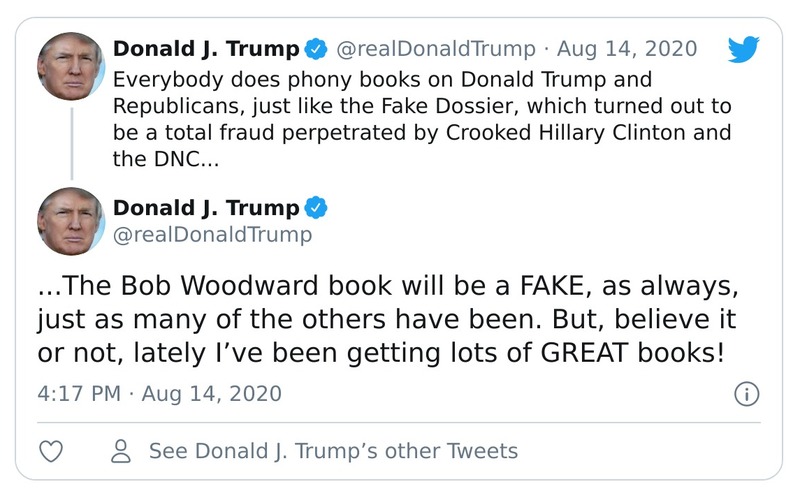 Donald J. Trump @realDonaldTrump · Aug 14, 2020
Everybody does phony books on Donald Trump and
Republicans, just like the Fake Dossier, which turned out to
be a total fraud perpetrated by Crooked Hillary Clinton and
the DNC...
Donald J. Trump
@realDonaldTrump
...The Bob Woodward book will be a FAKE, as always,
just as many of the others have been. But, believe it
or not, lately I’ve been getting lots of GREAT books!
4:17 PM · Aug 14, 2020
See Donald J. Trump’s other Tweets